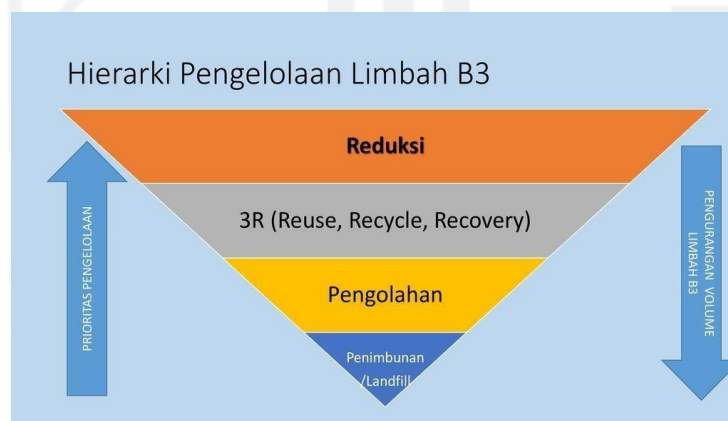 Hierarki Pengelolaan Limbah B3
Reduksi
3R (Reuse, Recycle, Recovery)
Pengolahan
Penimbunan
/Landfill
PRIORITAS PENGELOLAAN
PENGURANGAN VOLUME
LIMBAH B3